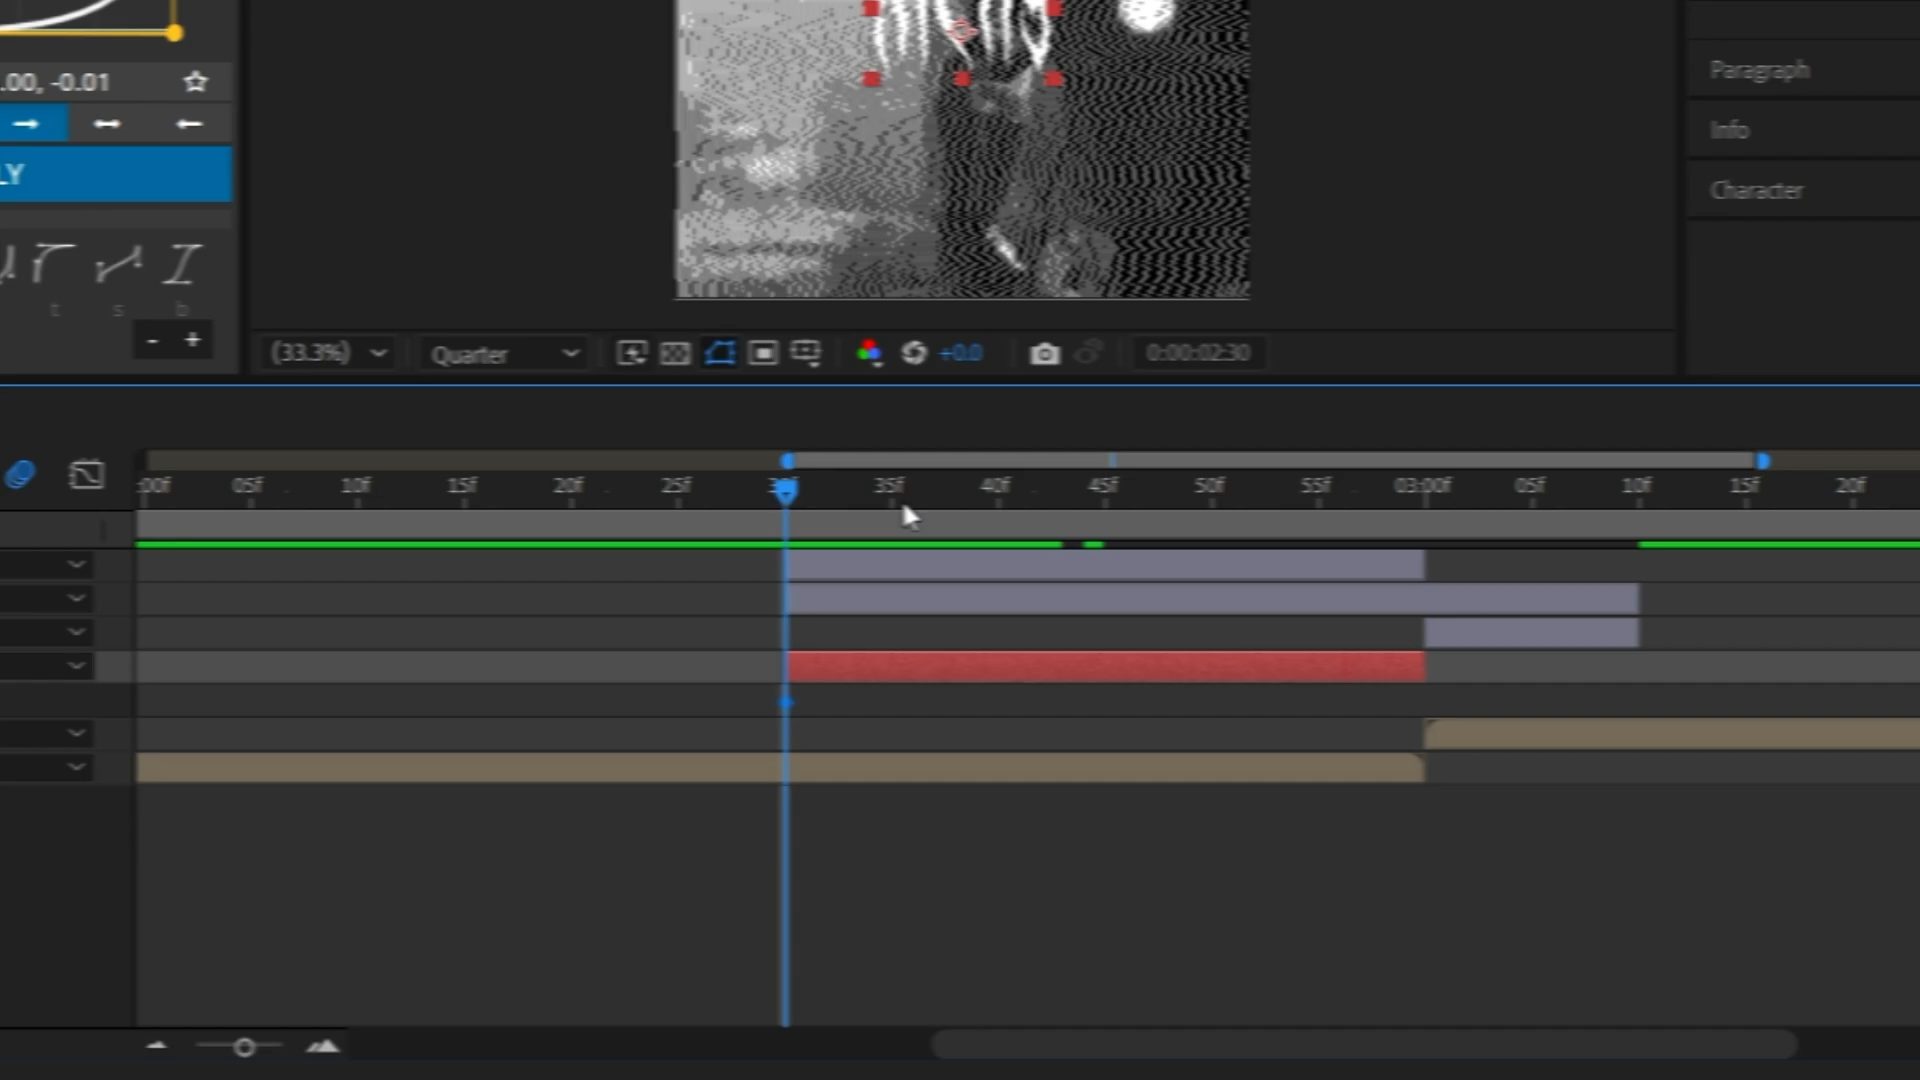 .00, -0.01
LY
t s b
- +
Paragraph
Info
Character
(33.3%) Quarter +0.0 0:00:02:30
:00f 05f 10f 15f 20f 25f 35f 40f 45f 50f 55f 03:00f 05f 10f 15f 20f